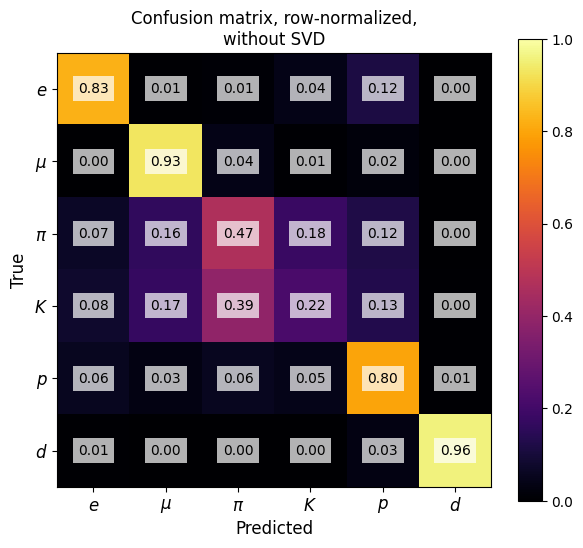 Confusion matrix, row-normalized,
without SVD
True
e 0.83 0.01 0.01 0.04 0.12 0.00
μ 0.00 0.93 0.04 0.01 0.02 0.00
π 0.07 0.16 0.47 0.18 0.12 0.00
K 0.08 0.17 0.39 0.22 0.13 0.00
p 0.06 0.03 0.06 0.05 0.80 0.01
d 0.01 0.00 0.00 0.00 0.03 0.96
e μ π K p d
Predicted
1.0
0.8
0.6
0.4
0.2
0.0